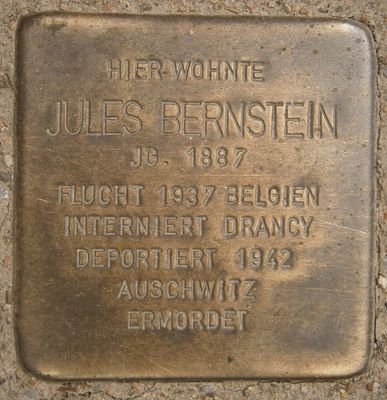 HIER WOHNTE
JULES BERNSTEIN
JG. 1887
FLUCHT 1937 BELGIEN
INTERNIERT DRANCY
DEPORTIERT 1942
AUSCHWITZ
ERMORDET